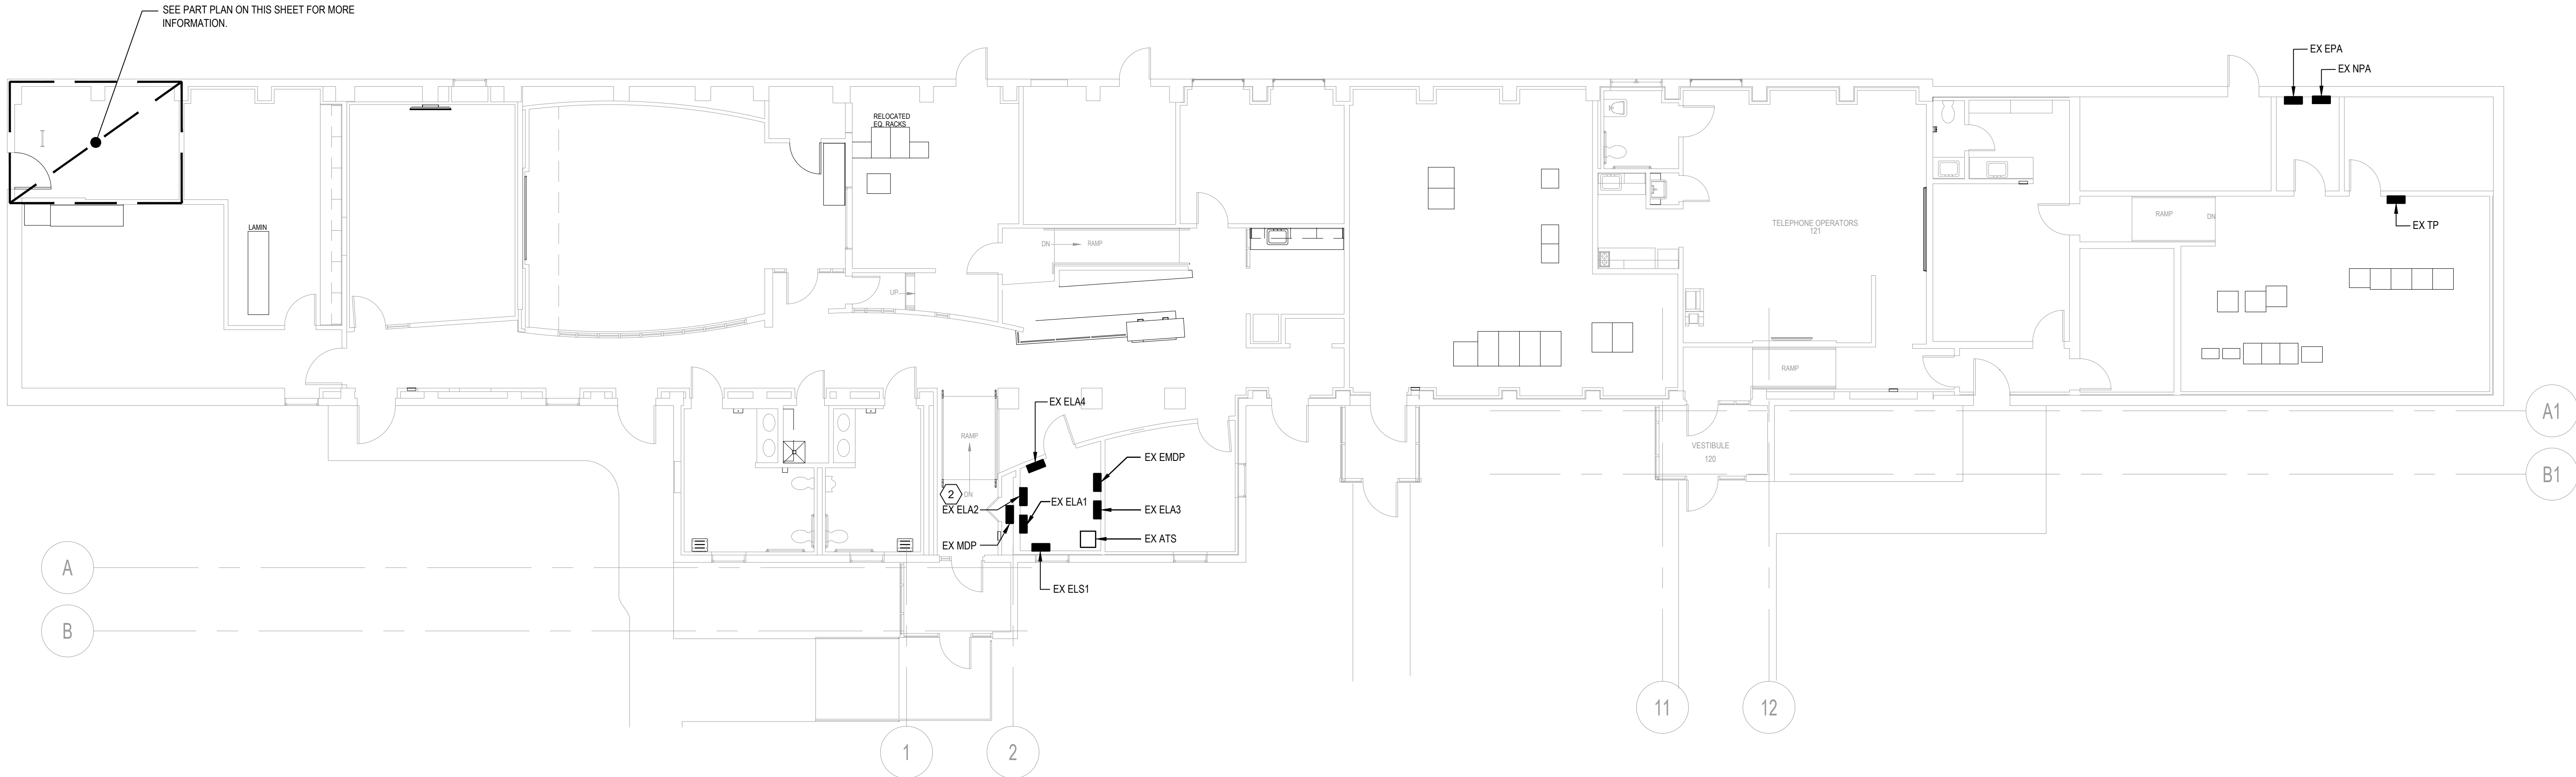 SEE PART PLAN ON THIS SHEET FOR MORE
INFORMATION.
EX EPA
EX NPA
RELOCATED
EQ. RACKS
LAMIN
TELEPHONE OPERATORS
121
RAMP
DN
EX TP
DN
RAMP
UP
RAMP
EX ELA4
A1
RAMP
VESTIBULE
120
EX EMDP
B1
2
DN
EX ELA2
EX ELA1
EX ELA3
EX MDP
EX ATS
A
EX ELS1
B
11
12
1
2